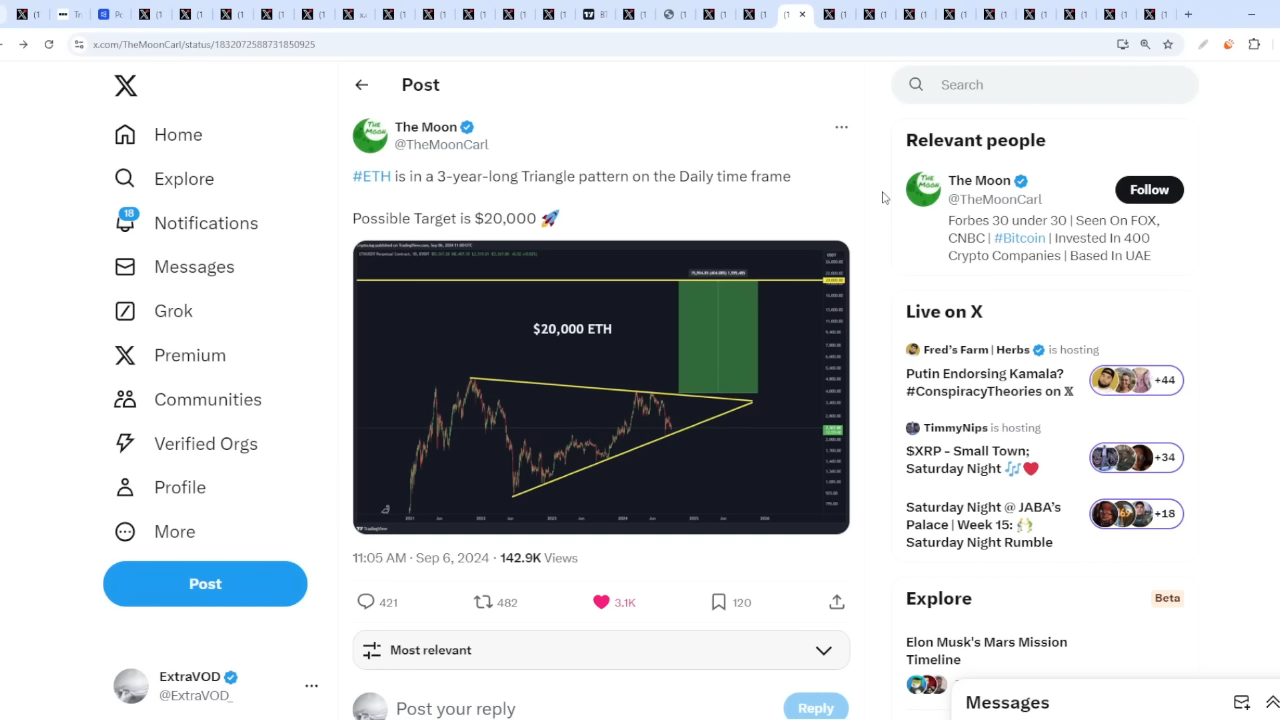 x.com/TheMoonCarl/status/1832072588731850925
Home
Explore
18
Notifications
Messages
Grok
Premium
Communities
Verified Orgs
Profile
More
Post
ExtraVOD
@ExtraVOD_
Post
The Moon
@TheMoonCarl
#ETH is in a 3-year-long Triangle pattern on the Daily time frame
Possible Target is $20,000 🚀
$20,000 ETH
TradingView
11:05 AM · Sep 6, 2024 · 142.9K Views
421
482
3.1K
120
Most relevant
Post your reply
Reply
Search
Relevant people
The Moon
@TheMoonCarl
Follow
Forbes 30 under 30 | Seen On FOX,
CNBC | #Bitcoin | Invested In 400
Crypto Companies | Based In UAE
Live on X
Fred's Farm | Herbs is hosting
Putin Endorsing Kamala?
#ConspiracyTheories on 𝕏
+44
TimmyNips is hosting
$XRP - Small Town;
Saturday Night 🎶❤️
+34
Saturday Night @ JABA's
Palace | Week 15: 🥂
Saturday Night Rumble
+18
Explore
Beta
Elon Musk's Mars Mission
Timeline
Messages